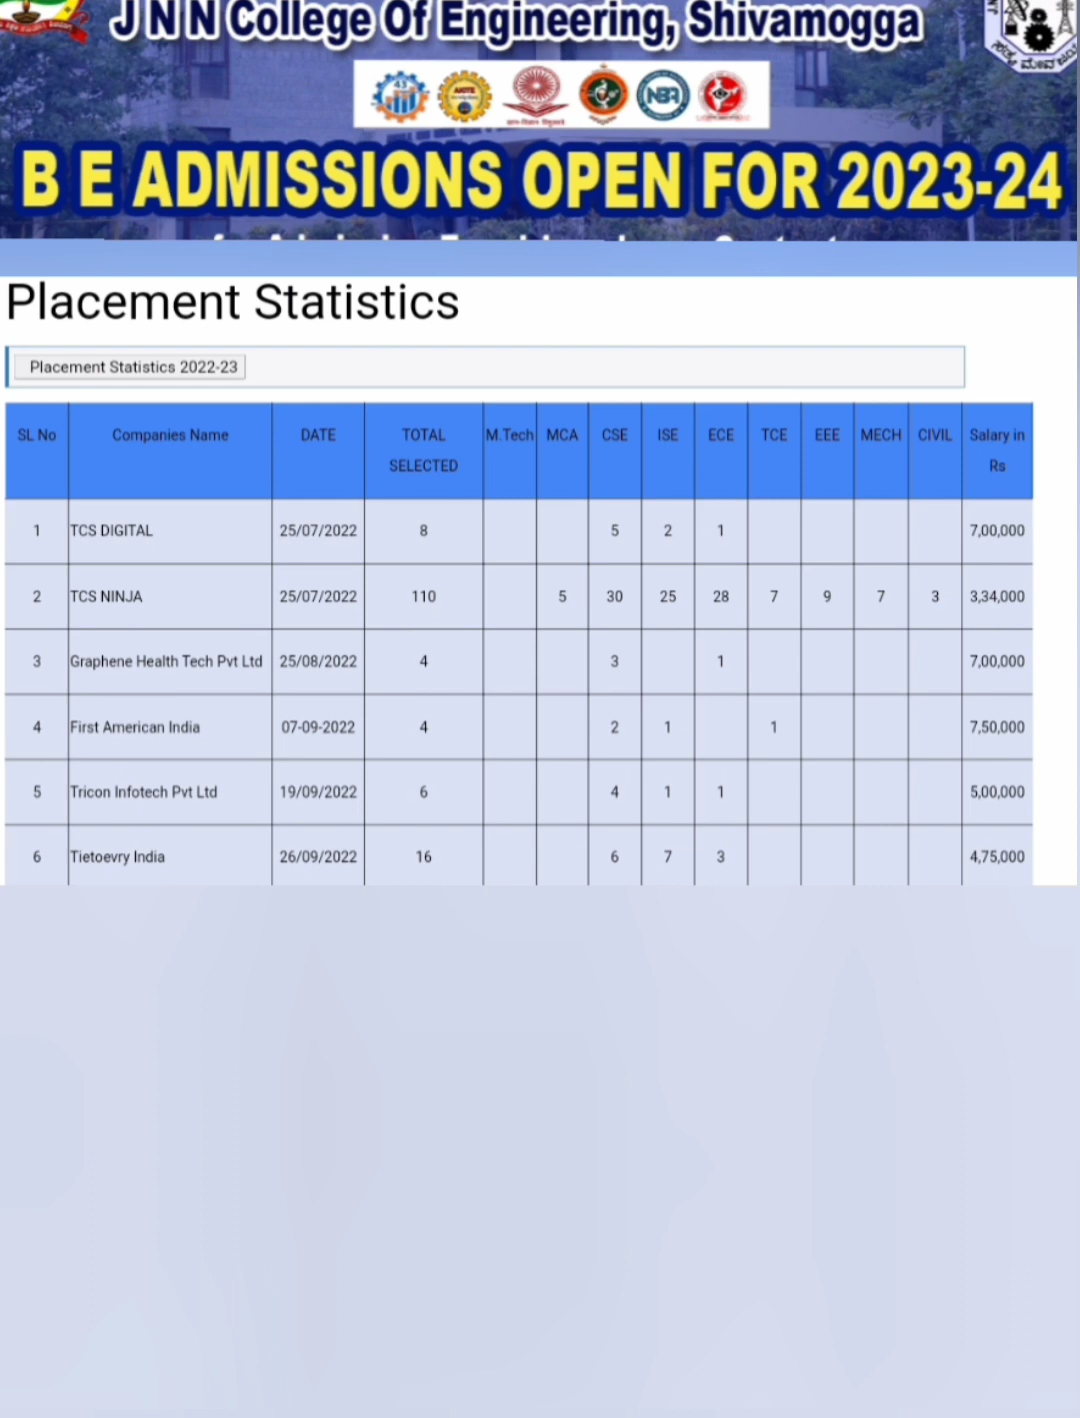 J N N College Of Engineering, Shivamogga
43
AICTE
NBA
B E ADMISSIONS OPEN FOR 2023-24
Placement Statistics
Placement Statistics 2022-23
SL No Companies Name DATE TOTAL SELECTED M.Tech MCA CSE ISE ECE TCE EEE MECH CIVIL Salary in Rs
1 TCS DIGITAL 25/07/2022 8 5 2 1 7,00,000
2 TCS NINJA 25/07/2022 110 5 30 25 28 7 9 7 3 3,34,000
3 Graphene Health Tech Pvt Ltd 25/08/2022 4 3 1 7,00,000
4 First American India 07-09-2022 4 2 1 1 7,50,000
5 Tricon Infotech Pvt Ltd 19/09/2022 6 4 1 1 5,00,000
6 Tietoevry India 26/09/2022 16 6 7 3 4,75,000